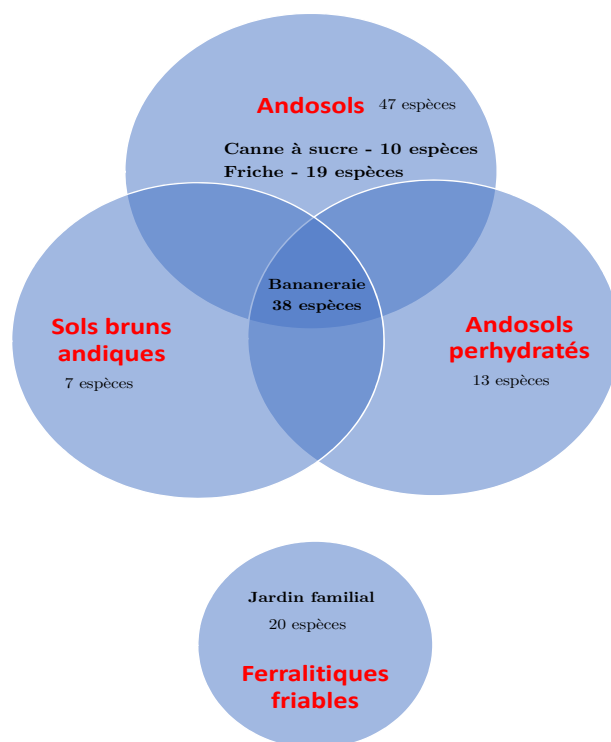 Andosols 47 espèces
Canne à sucre - 10 espèces
Friche - 19 espèces
Bananeraie
38 espèces
Sols bruns
andiques
7 espèces
Andosols
perhydratés
13 espèces
Jardin familial
20 espèces
Ferralitiques
friables